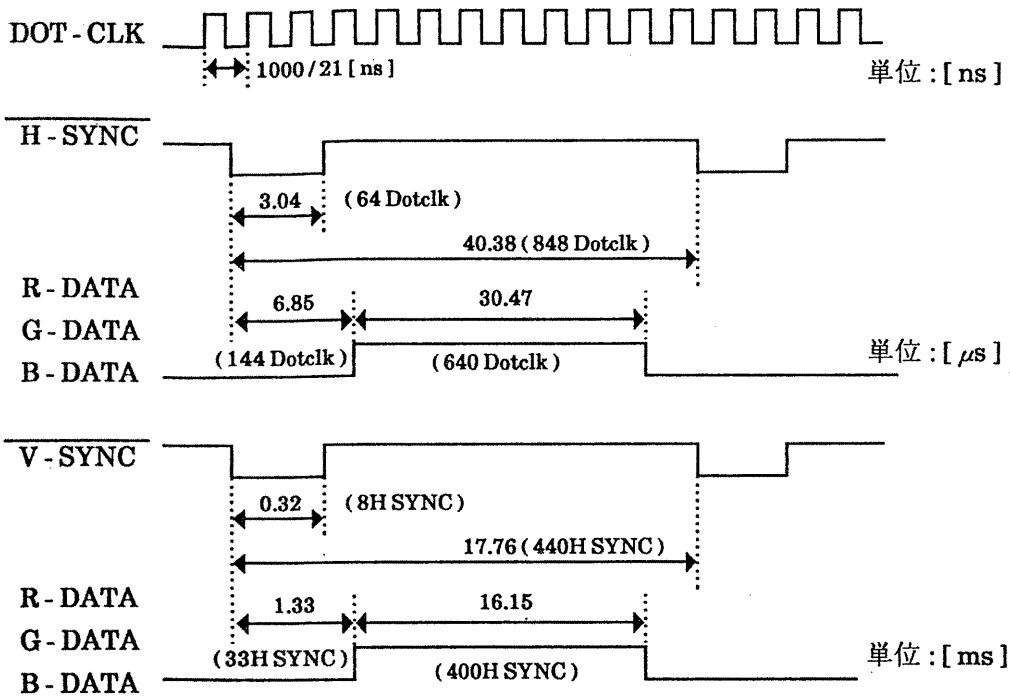 DOT-CLK
1000/21 [ns]
単位:[ns]
H-SYNC
3.04 (64 Dotclk)
40.38 (848 Dotclk)
R-DATA
6.85 30.47
G-DATA
(144 Dotclk) (640 Dotclk) 単位:[μs]
B-DATA
V-SYNC
0.32 (8H SYNC)
17.76 (440H SYNC)
R-DATA
1.33 16.15
G-DATA
(33H SYNC) (400H SYNC) 単位:[ms]
B-DATA